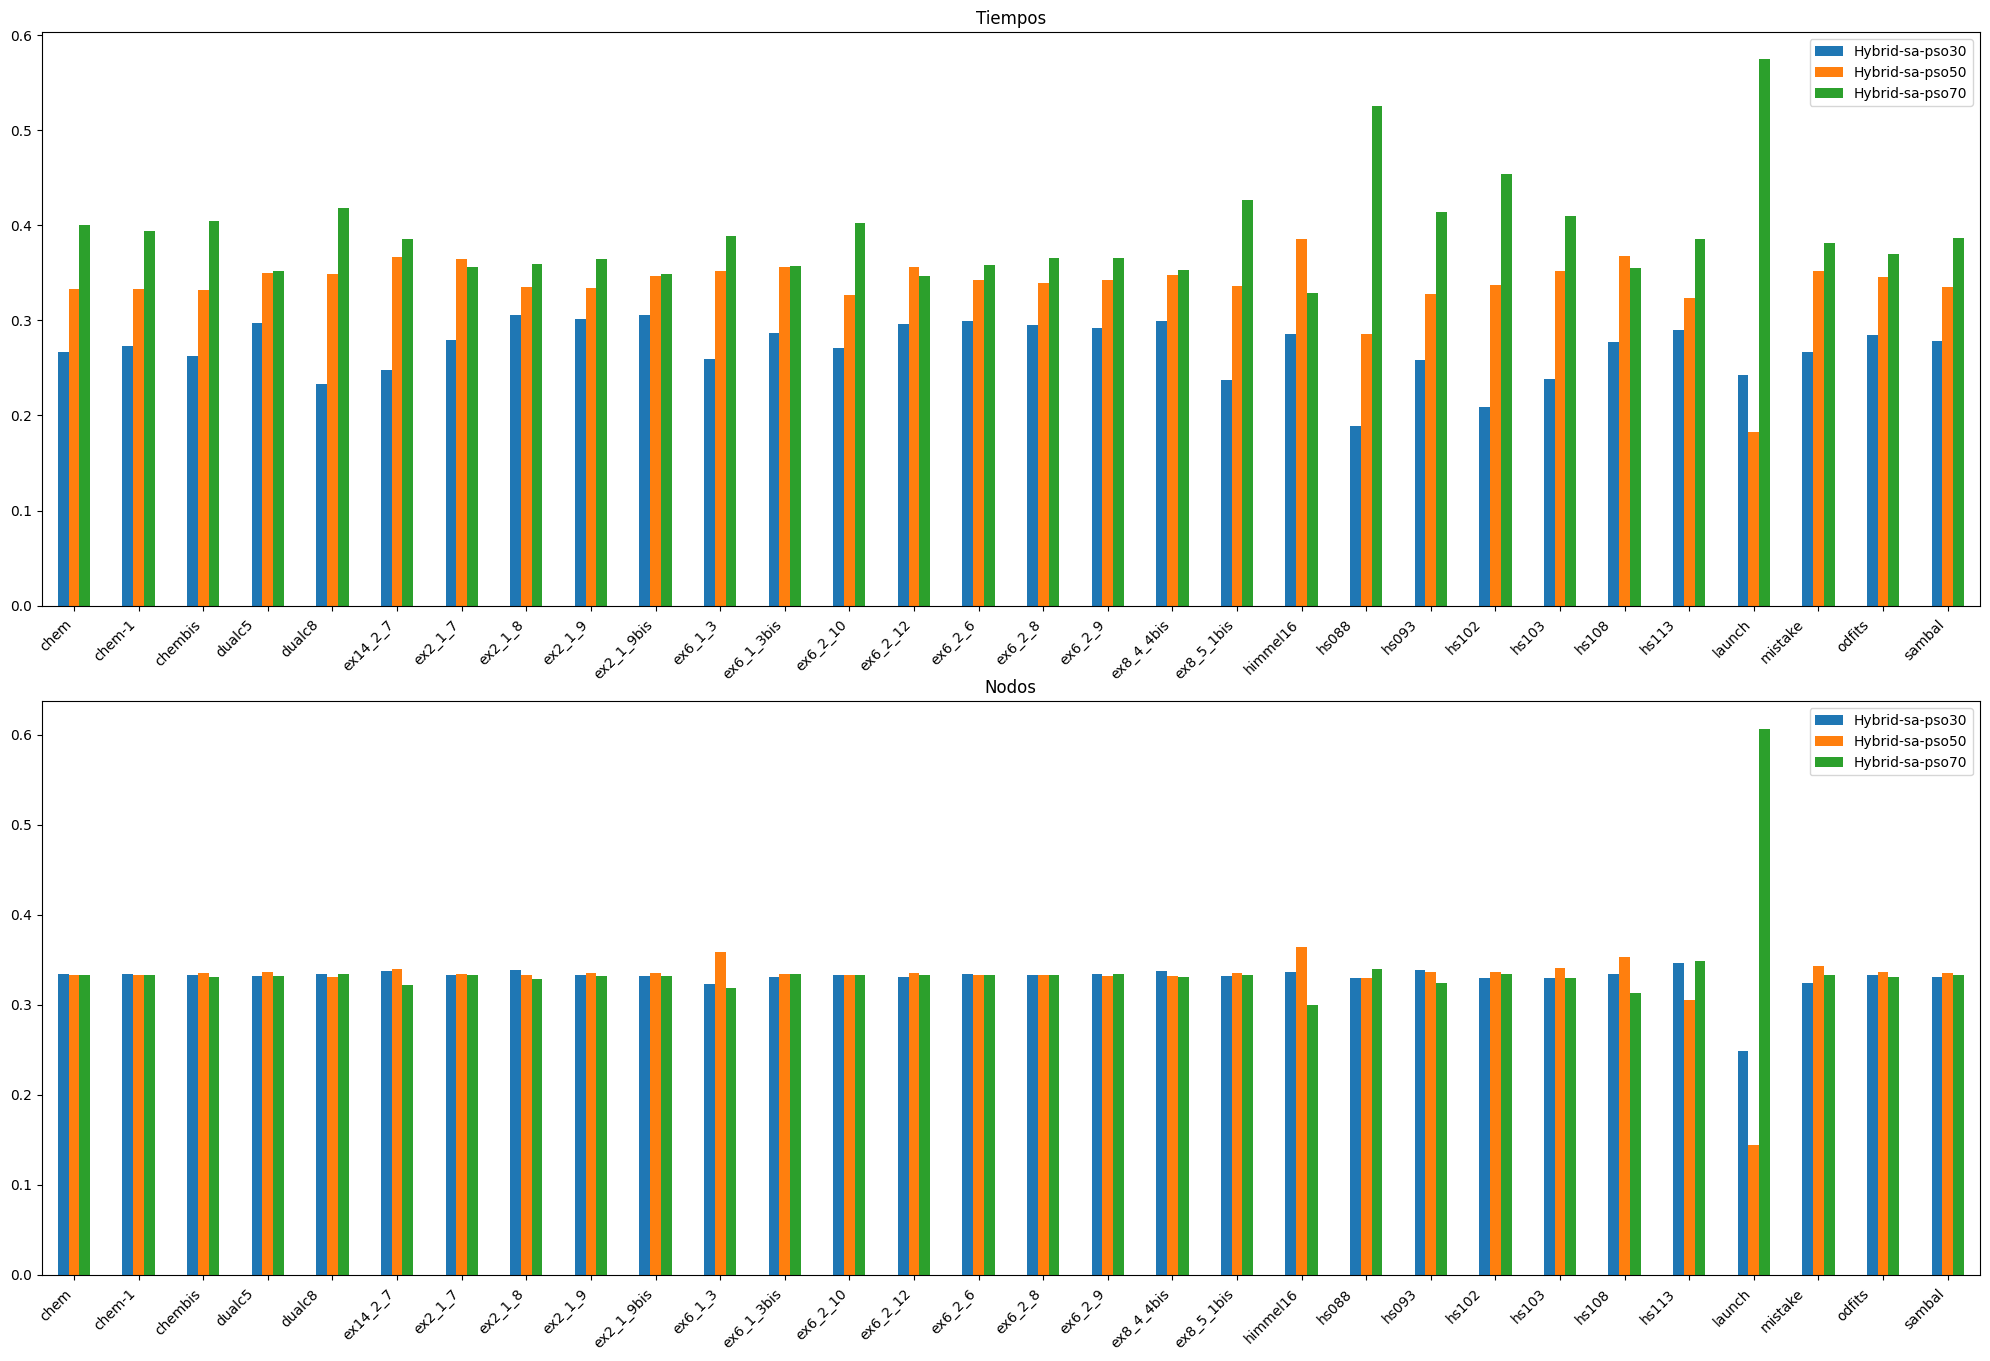 Tiempos
0.6
0.5
0.4
0.3
0.2
0.1
0.0
Hybrid-sa-pso30
Hybrid-sa-pso50
Hybrid-sa-pso70
chem
chem-1
chembis
dualc5
dualc8
ex14_2_7
ex2_1_7
ex2_1_8
ex2_1_9
ex2_1_9bis
ex6_1_3
ex6_1_3bis
ex6_2_10
ex6_2_12
ex6_2_6
ex6_2_8
ex6_2_9
ex8_4_4bis
ex8_5_1bis
himmel16
hs088
hs093
hs102
hs103
hs108
hs113
launch
mistake
odfits
sambal
Nodos
0.6
0.5
0.4
0.3
0.2
0.1
0.0
Hybrid-sa-pso30
Hybrid-sa-pso50
Hybrid-sa-pso70
chem
chem-1
chembis
dualc5
dualc8
ex14_2_7
ex2_1_7
ex2_1_8
ex2_1_9
ex2_1_9bis
ex6_1_3
ex6_1_3bis
ex6_2_10
ex6_2_12
ex6_2_6
ex6_2_8
ex6_2_9
ex8_4_4bis
ex8_5_1bis
himmel16
hs088
hs093
hs102
hs103
hs108
hs113
launch
mistake
odfits
sambal